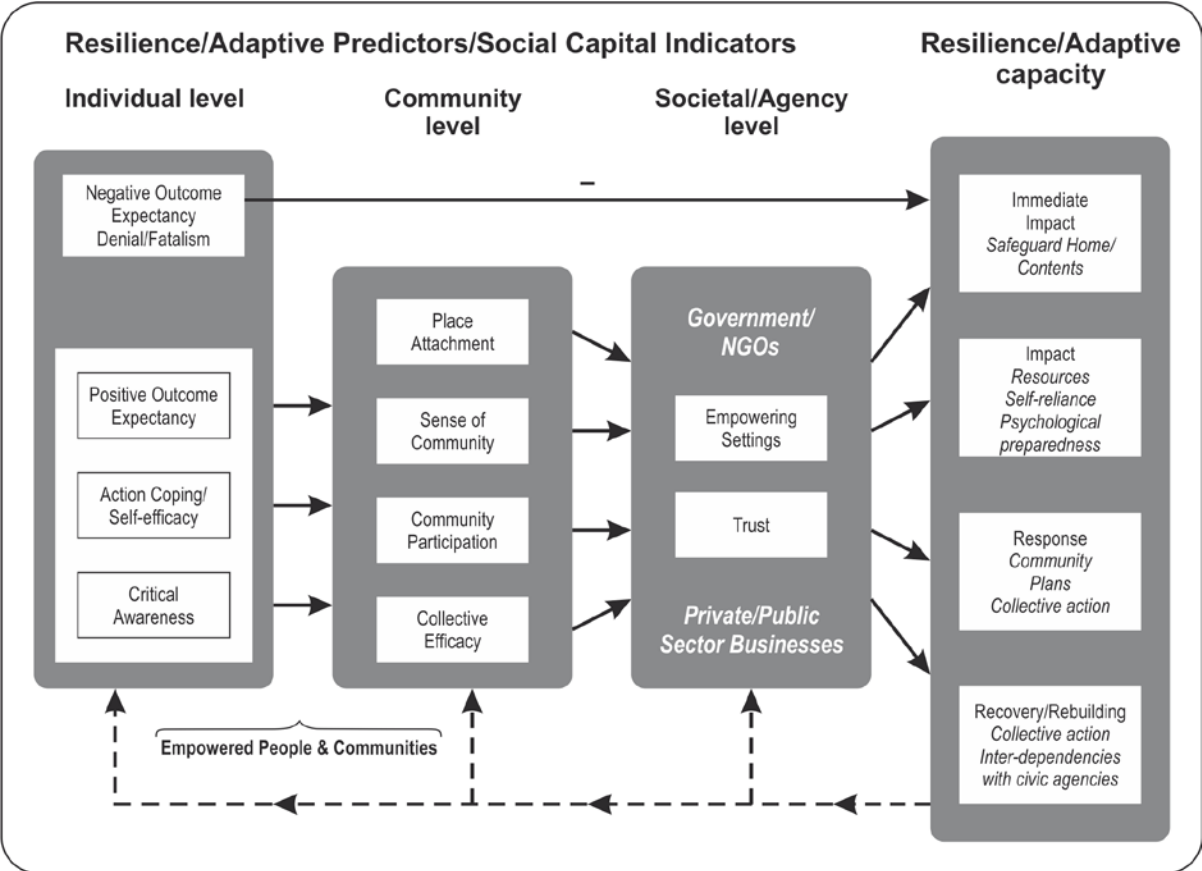 Resilience/Adaptive Predictors/Social Capital Indicators
Resilience/Adaptive
capacity
Individual level
Community
level
Societal/Agency
level
Negative Outcome
Expectancy
Denial/Fatalism
–
Positive Outcome
Expectancy
Action Coping/
Self-efficacy
Critical
Awareness
Place
Attachment
Sense of
Community
Community
Participation
Collective
Efficacy
Government/
NGOs
Empowering
Settings
Trust
Private/Public
Sector Businesses
Immediate
Impact
Safeguard Home/
Contents
Impact
Resources
Self-reliance
Psychological
preparedness
Response
Community
Plans
Collective action
Recovery/Rebuilding
Collective action
Inter-dependencies
with civic agencies
Empowered People & Communities